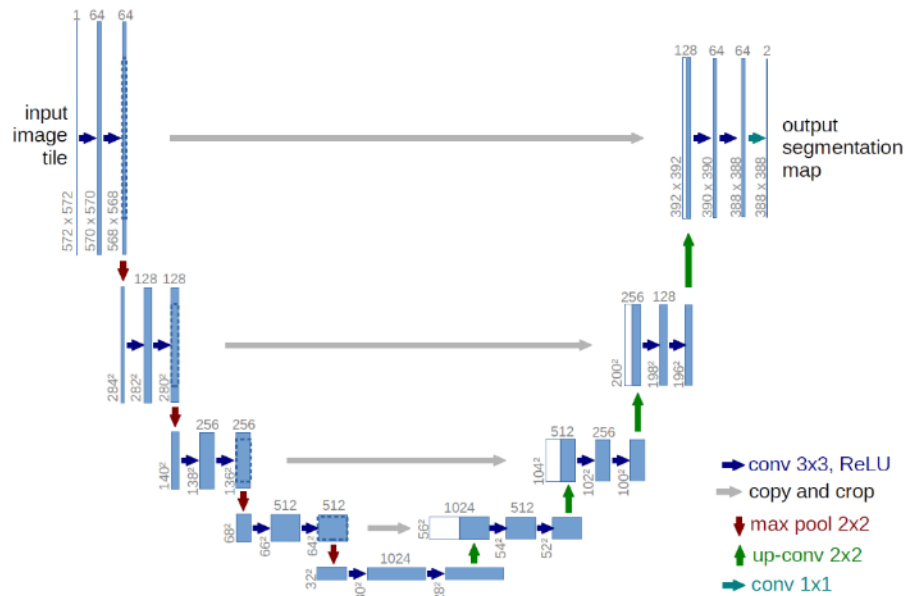 1 64 64
input
image
tile
572 x 572
570 x 570
568 x 568
128 64 64 2
392 x 392
390 x 390
388 x 388
388 x 388
output
segmentation
map
128 128
284²
282²
280²
256 128
200²
198²
196²
256 256
140²
138²
136²
512 256
104²
102²
100²
512 512
68²
66²
64²
1024 512
56²
54²
52²
1024
32²
conv 3x3, ReLU
copy and crop
max pool 2x2
up-conv 2x2
conv 1x1